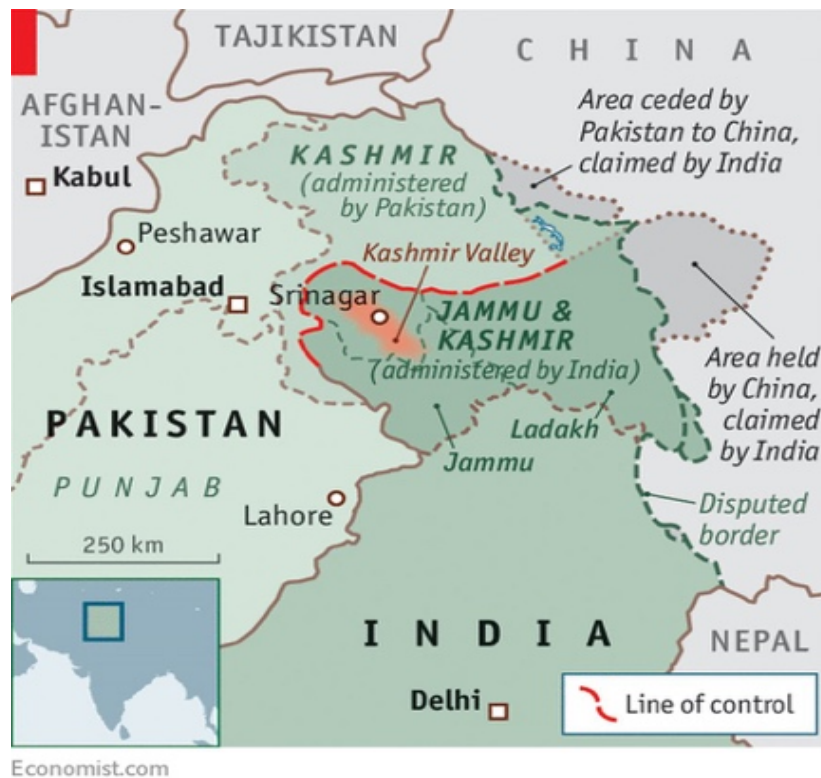 TAJIKISTAN
CHINA
AFGHAN-
ISTAN
Kabul
Area ceded by
Pakistan to China,
claimed by India
KASHMIR
(administered
by Pakistan)
Peshawar
Kashmir Valley
Islamabad
Srinagar
JAMMU &
KASHMIR
(administered by India)
Area held
by China,
claimed
by India
PAKISTAN
Ladakh
Jammu
PUNJAB
Lahore
Disputed
border
250 km
INDIA
NEPAL
Delhi
Line of control
Economist.com